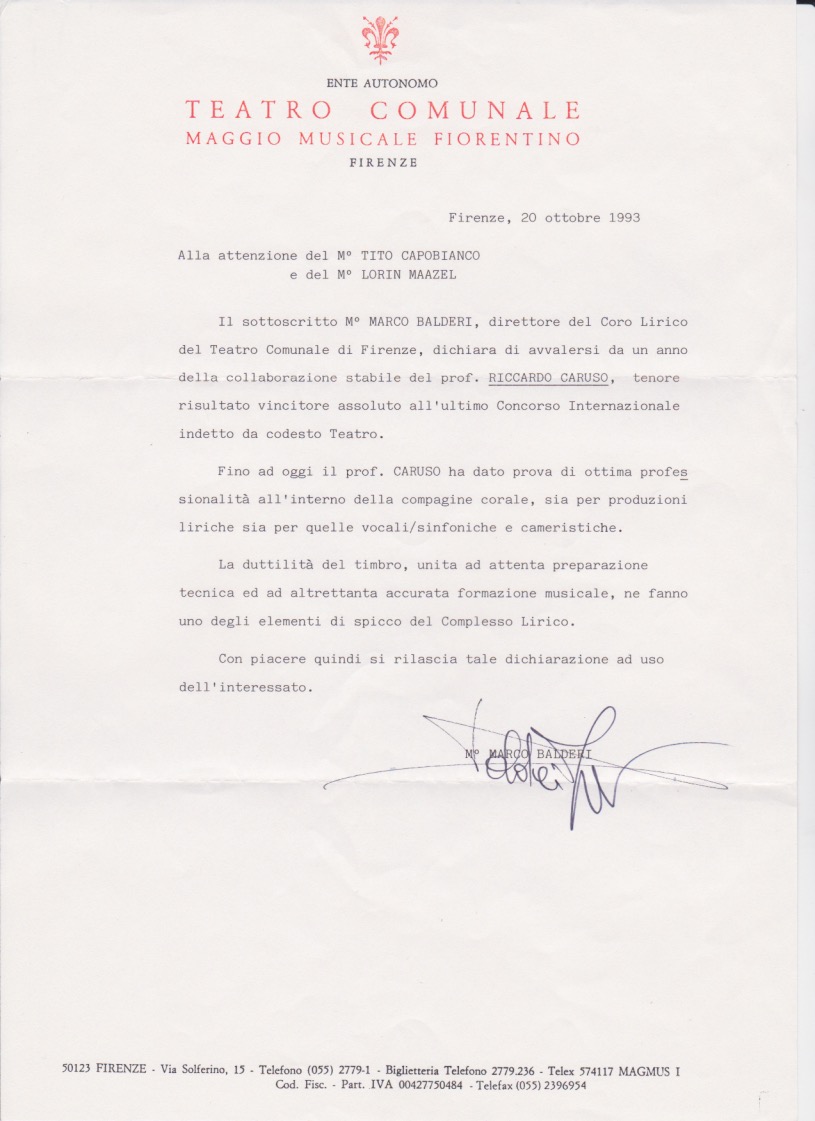 ENTE AUTONOMO
TEATRO COMUNALE
MAGGIO MUSICALE FIORENTINO
FIRENZE
Firenze, 20 ottobre 1993
Alla attenzione del M° TITO CAPOBIANCO
e del M° LORIN MAAZEL
Il sottoscritto M° MARCO BALDERI, direttore del Coro Lirico
del Teatro Comunale di Firenze, dichiara di avvalersi da un anno
della collaborazione stabile del prof. RICCARDO CARUSO, tenore
risultato vincitore assoluto all'ultimo Concorso Internazionale
indetto da codesto Teatro.
Fino ad oggi il prof. CARUSO ha dato prova di ottima profes
sionalità all'interno della compagine corale, sia per produzioni
liriche sia per quelle vocali/sinfoniche e cameristiche.
La duttilità del timbro, unita ad attenta preparazione
tecnica ed ad altrettanta accurata formazione musicale, ne fanno
uno degli elementi di spicco del Complesso Lirico.
Con piacere quindi si rilascia tale dichiarazione ad uso
dell'interessato.
M° MARCO BALDERI
50123 FIRENZE - Via Solferino, 15 - Telefono (055) 2779-1 - Biglietteria Telefono 2779.236 - Telex 574117 MAGMUS I
Cod. Fisc. - Part. IVA 00427750484 - Telefax (055) 2396954